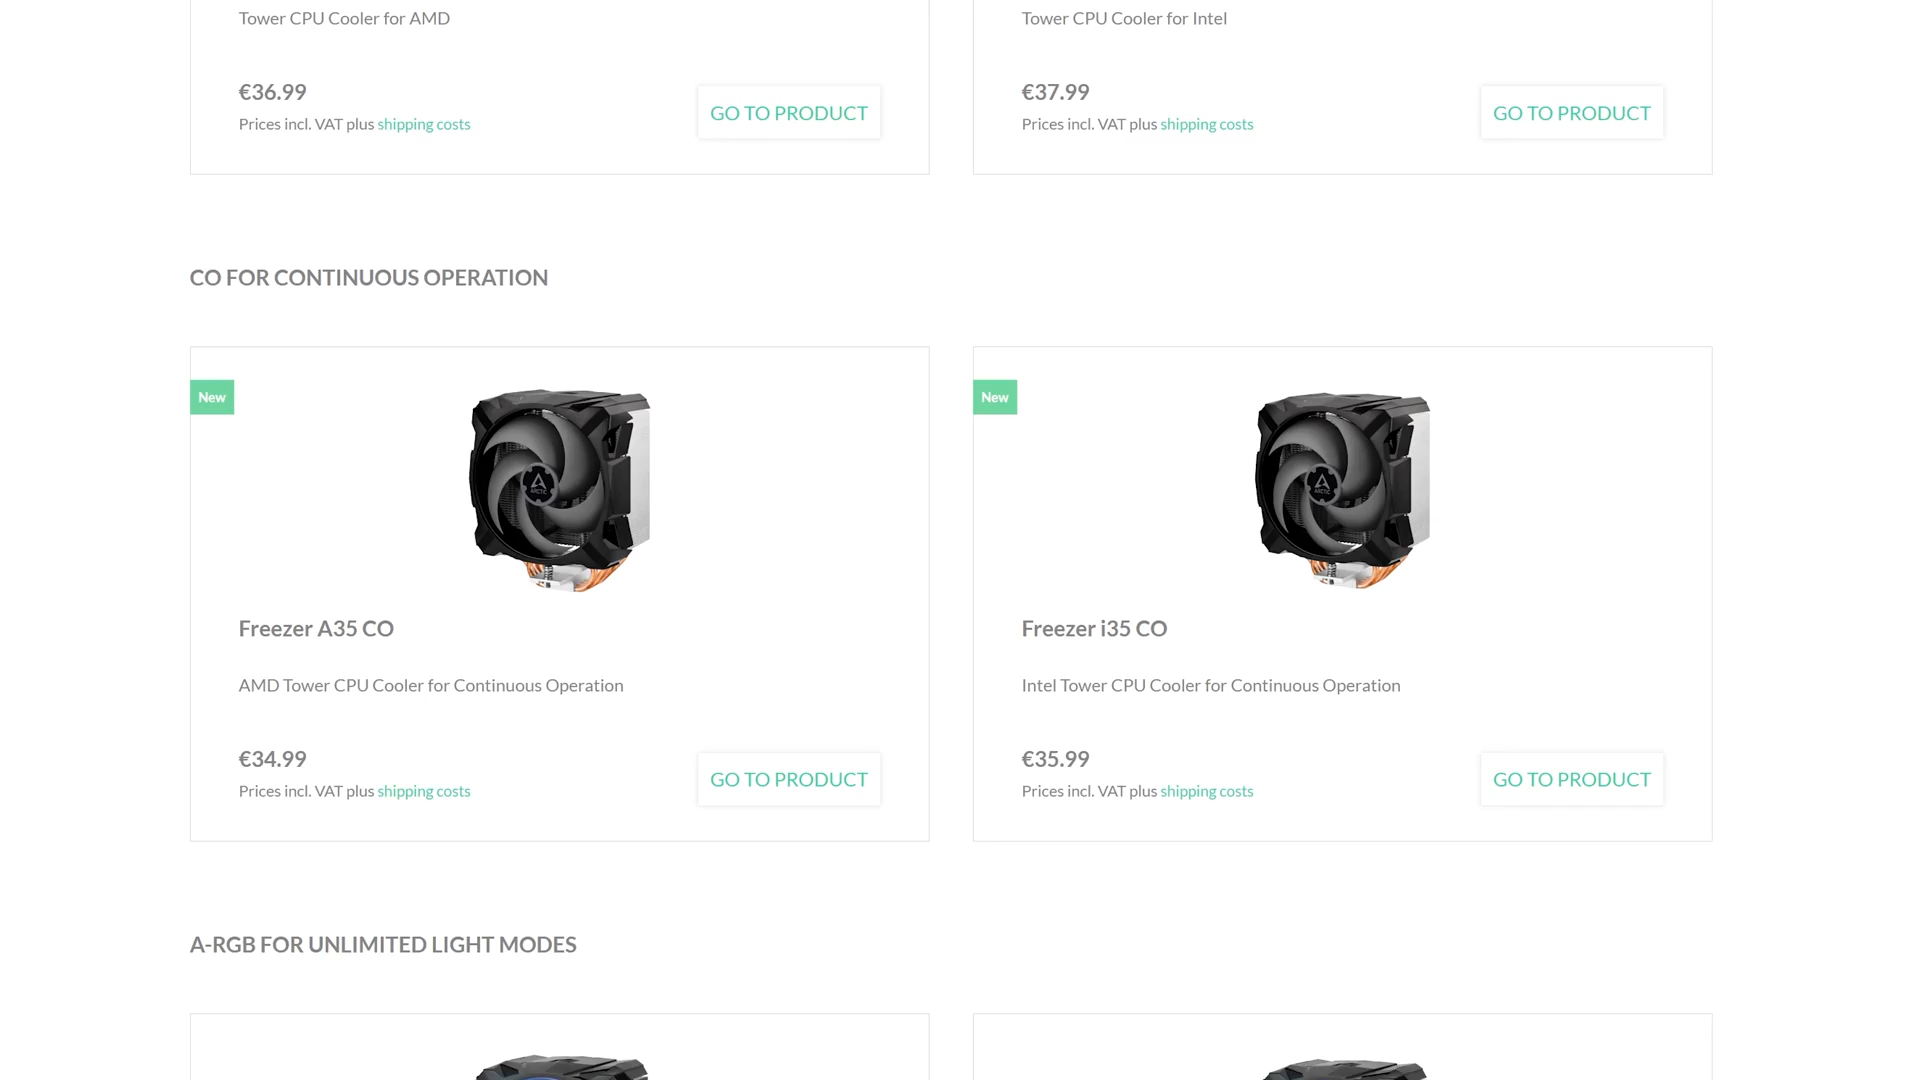 Tower CPU Cooler for AMD
Tower CPU Cooler for Intel
€36.99
Prices incl. VAT plus shipping costs
GO TO PRODUCT
€37.99
Prices incl. VAT plus shipping costs
GO TO PRODUCT
CO FOR CONTINUOUS OPERATION
New
ARCTIC
Freezer A35 CO
AMD Tower CPU Cooler for Continuous Operation
€34.99
Prices incl. VAT plus shipping costs
GO TO PRODUCT
New
ARCTIC
Freezer i35 CO
Intel Tower CPU Cooler for Continuous Operation
€35.99
Prices incl. VAT plus shipping costs
GO TO PRODUCT
A-RGB FOR UNLIMITED LIGHT MODES